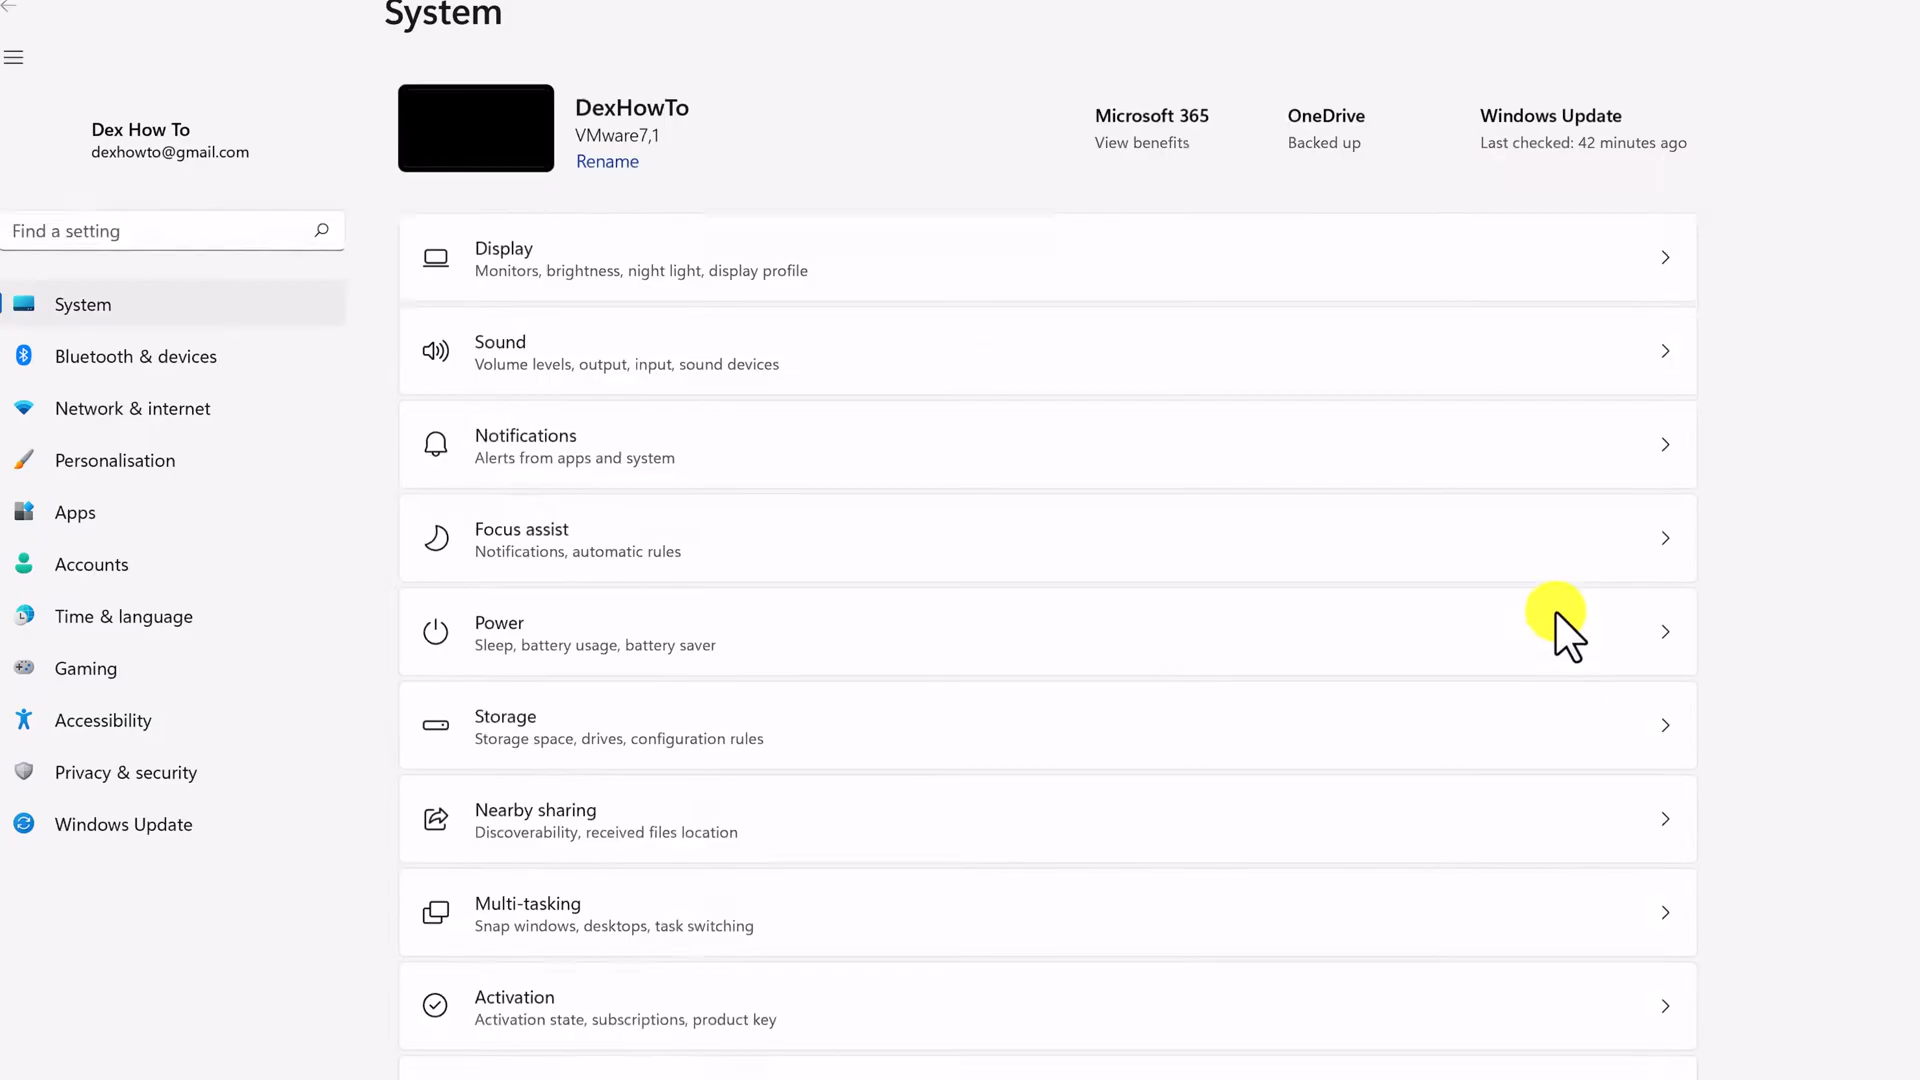 System
Dex How To
dexhowto@gmail.com
Find a setting
System
Bluetooth & devices
Network & internet
Personalisation
Apps
Accounts
Time & language
Gaming
Accessibility
Privacy & security
Windows Update
DexHowTo
VMware7,1
Rename
Microsoft 365
View benefits
OneDrive
Backed up
Windows Update
Last checked: 42 minutes ago
Display
Monitors, brightness, night light, display profile
Sound
Volume levels, output, input, sound devices
Notifications
Alerts from apps and system
Focus assist
Notifications, automatic rules
Power
Sleep, battery usage, battery saver
Storage
Storage space, drives, configuration rules
Nearby sharing
Discoverability, received files location
Multi-tasking
Snap windows, desktops, task switching
Activation
Activation state, subscriptions, product key